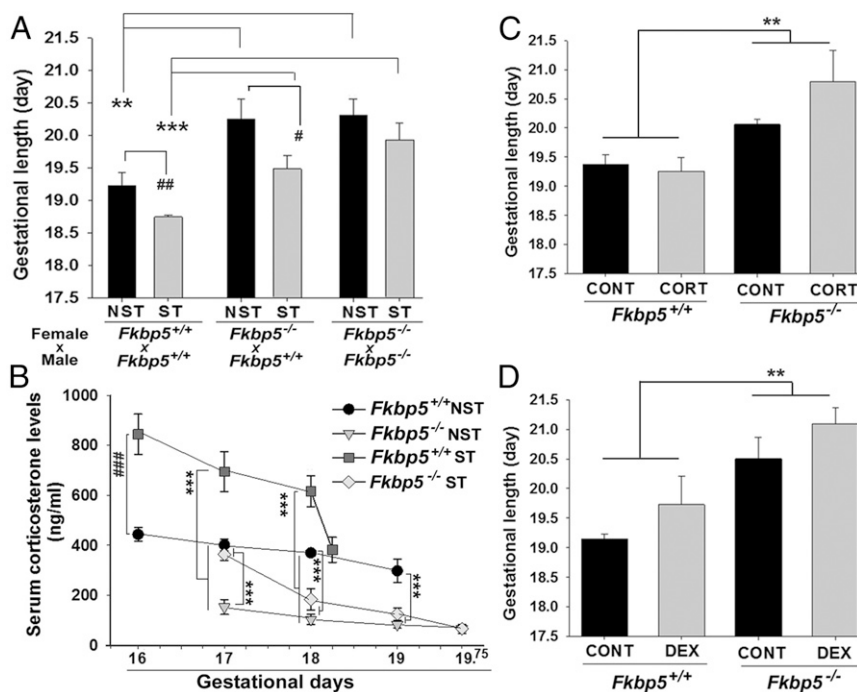 A
Gestational length (day)
21.5
21.0
20.5
20.0
19.5
19.0
18.5
18.0
17.5
**
***
##
#
NST ST NST ST NST ST
Female Fkbp5+/+ Fkbp5-/- Fkbp5-/-
x x x x
Male Fkbp5+/+ Fkbp5+/+ Fkbp5-/-
B
Serum corticosterone levels
(ng/ml)
1000
800
600
400
200
0
Fkbp5+/+NST
Fkbp5-/- NST
Fkbp5+/+ ST
Fkbp5-/- ST
###
***
***
***
***
***
16 17 18 19 19.75
Gestational days
C
Gestational length (day)
21.5
21.0
20.5
20.0
19.5
19.0
18.5
18.0
17.5
**
CONT CORT CONT CORT
Fkbp5+/+ Fkbp5-/-
D
Gestational length (day)
21.5
21.0
20.5
20.0
19.5
19.0
18.5
18.0
17.5
**
CONT DEX CONT DEX
Fkbp5+/+ Fkbp5-/-